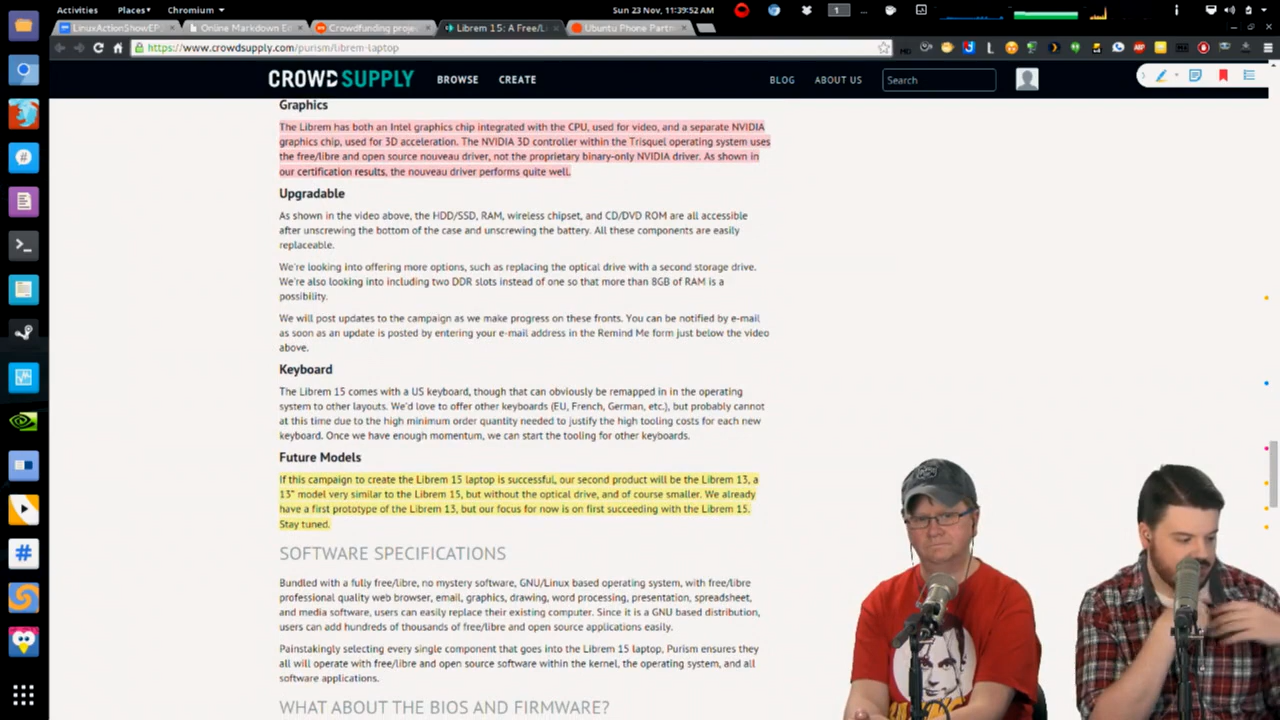 Activities Places▾ Chromium ▾ Sun 23 Nov, 11:39:52 AM 1
LinuxActionShowEP Online Markdown Edi Crowdfunding proje Librem 15: A Free/L Ubuntu Phone Partn
https://www.crowdsupply.com/purism/librem-laptop
CROWD SUPPLY BROWSE CREATE BLOG ABOUT US Search
Graphics
The Librem has both an Intel graphics chip integrated with the CPU, used for video, and a separate NVIDIA
graphics chip, used for 3D acceleration. The NVIDIA 3D controller within the Trisquel operating system uses
the free/libre and open source nouveau driver, not the proprietary binary-only NVIDIA driver. As shown in
our certification results, the nouveau driver performs quite well.
Upgradable
As shown in the video above, the HDD/SSD, RAM, wireless chipset, and CD/DVD ROM are all accessible
after unscrewing the bottom of the case and unscrewing the battery. All these components are easily
replaceable.
We're looking into offering more options, such as replacing the optical drive with a second storage drive.
We're also looking into including two DDR slots instead of one so that more than 8GB of RAM is a
possibility.
We will post updates to the campaign as we make progress on these fronts. You can be notified by e-mail
as soon as an update is posted by entering your e-mail address in the Remind Me form just below the video
above.
Keyboard
The Librem 15 comes with a US keyboard, though that can obviously be remapped in in the operating
system to other layouts. We'd love to offer other keyboards (EU, French, German, etc.), but probably cannot
at this time due to the high minimum order quantity needed to justify the high tooling costs for each new
keyboard. Once we have enough momentum, we can start the tooling for other keyboards.
Future Models
If this campaign to create the Librem 15 laptop is successful, our second product will be the Librem 13, a
13" model very similar to the Librem 15, but without the optical drive, and of course smaller. We already
have a first prototype of the Librem 13, but our focus for now is on first succeeding with the Librem 15.
Stay tuned.
SOFTWARE SPECIFICATIONS
Bundled with a fully free/libre, no mystery software, GNU/Linux based operating system, with free/libre
professional quality web browser, email, graphics, drawing, word processing, presentation, spreadsheet,
and media software, users can easily replace their existing computer. Since it is a GNU based distribution,
users can add hundreds of thousands of free/libre and open source applications easily.
Painstakingly selecting every single component that goes into the Librem 15 laptop, Purism ensures they
all will operate with free/libre and open source software within the kernel, the operating system, and all
software applications.
WHAT ABOUT THE BIOS AND FIRMWARE?